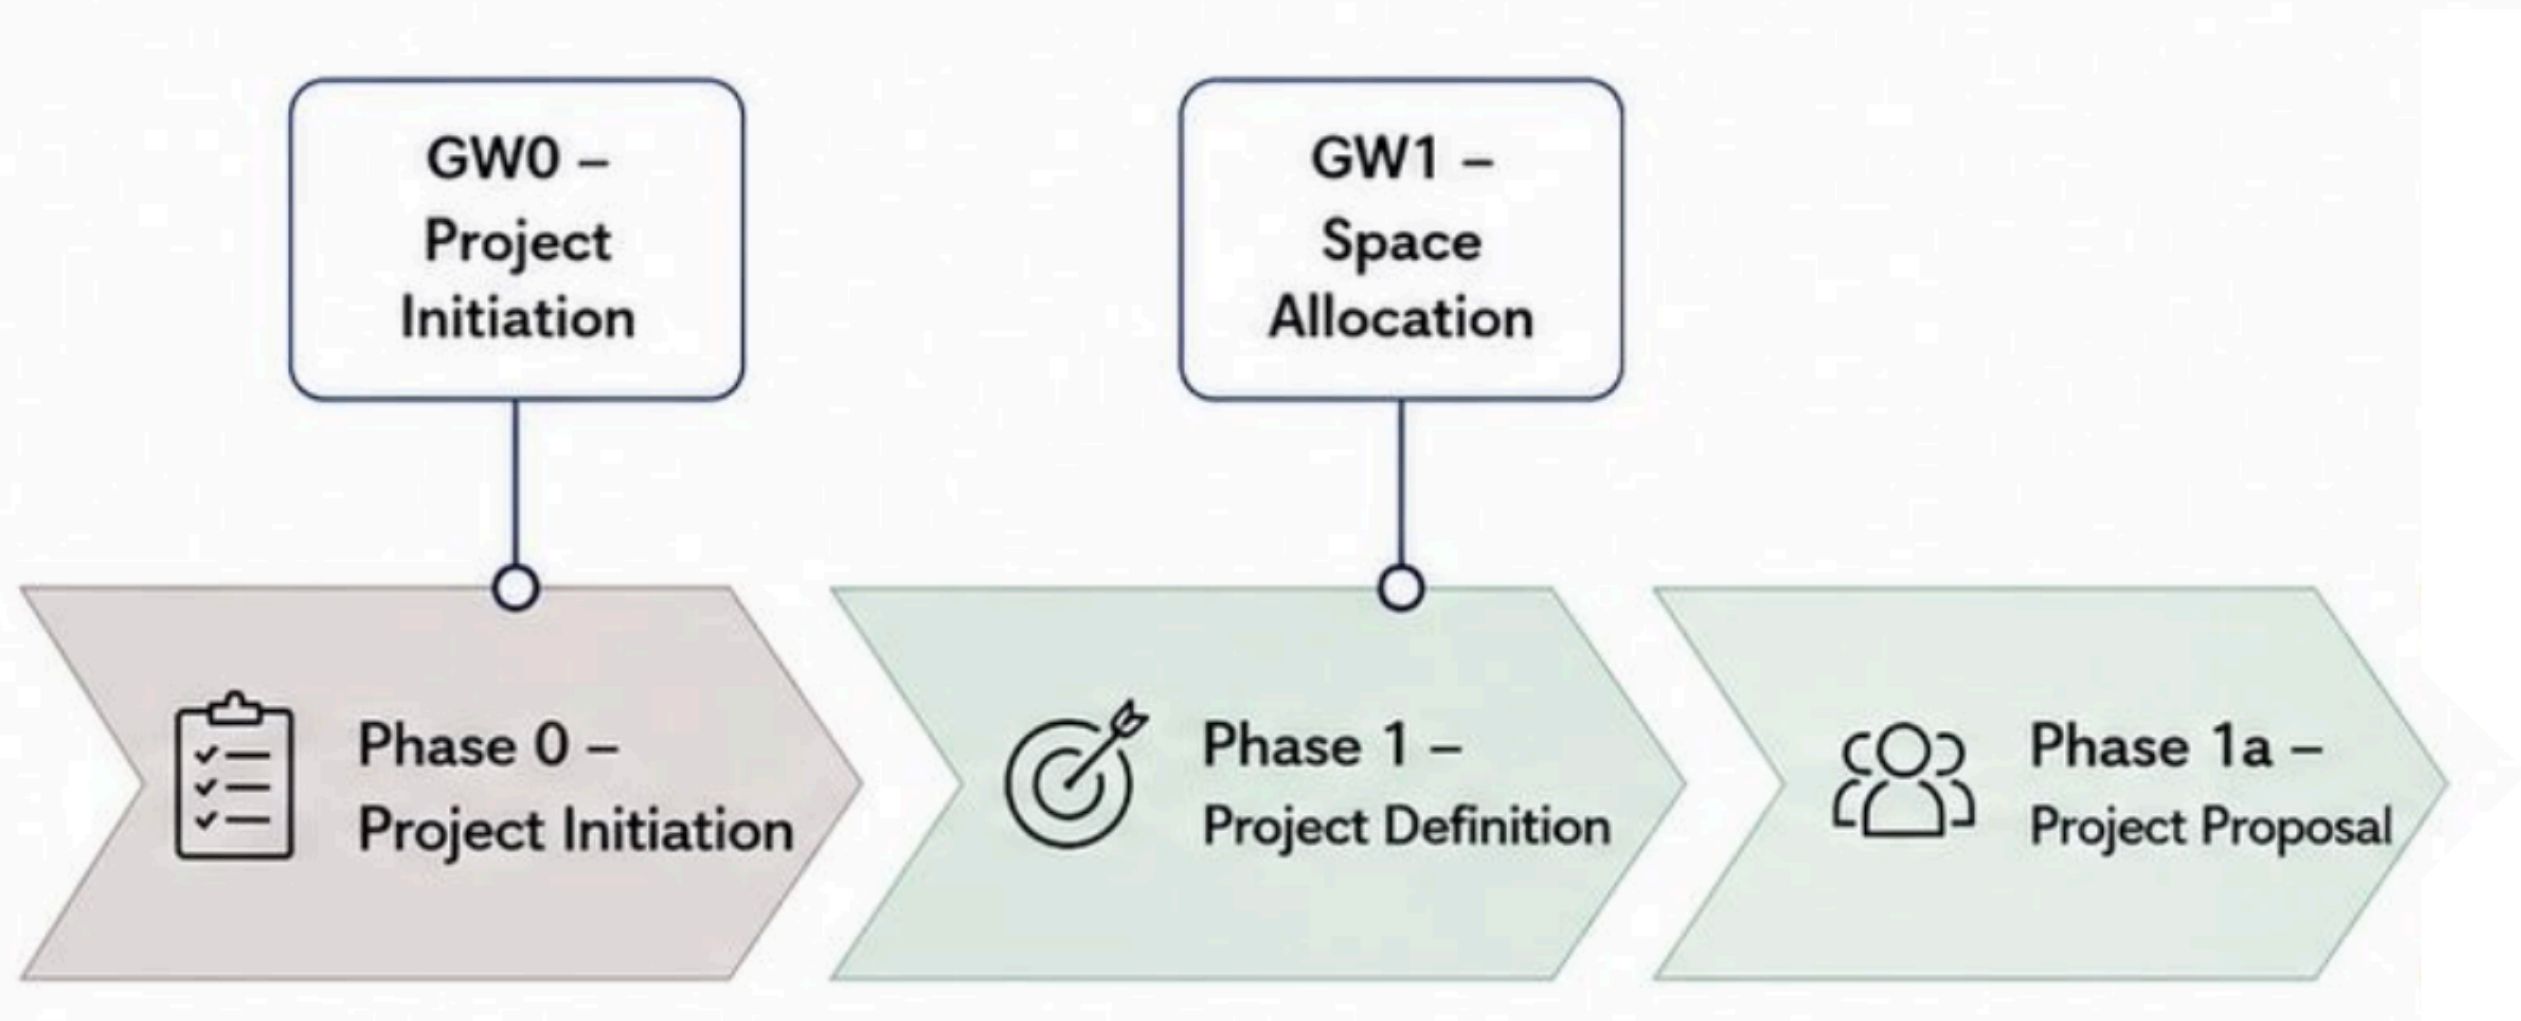 GW0 –
Project
Initiation
GW1 –
Space
Allocation
Phase 0 –
Project Initiation
Phase 1 –
Project Definition
Phase 1a –
Project Proposal